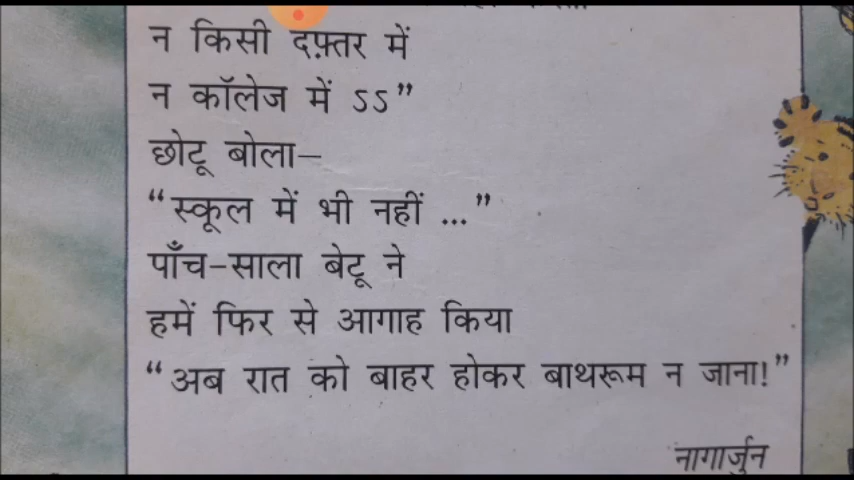 न किसी दफ़्तर में
न कॉलेज में ऽऽ”
छोटू बोला–
“स्कूल में भी नहीं ...”
पाँच-साला बेटू ने
हमें फिर से आगाह किया
“अब रात को बाहर होकर बाथरूम न जाना!”
नागार्जुन